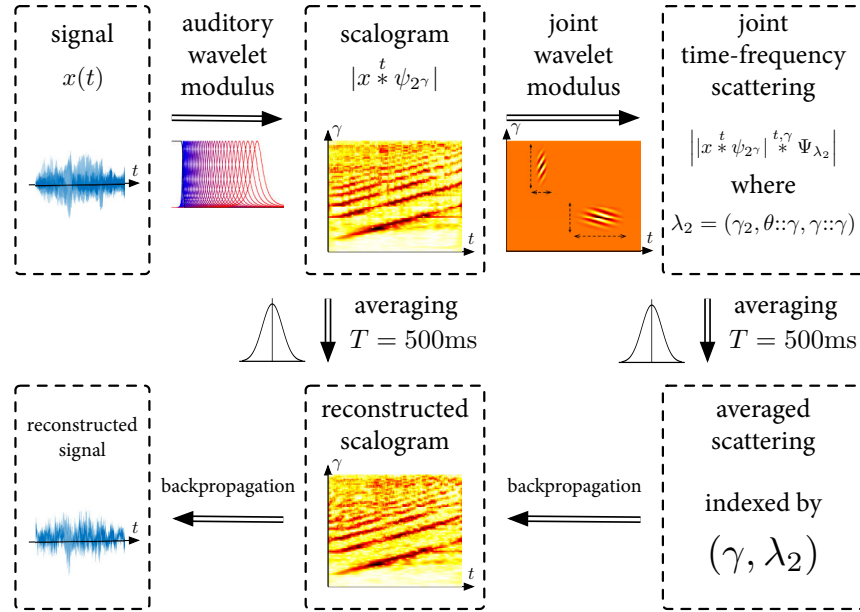 signal
x(t)
t
auditory
wavelet
modulus
scalogram
|x *^t ψ_{2^γ}|
γ
t
joint
wavelet
modulus
γ
t
joint
time-frequency
scattering
||x *^t ψ_{2^γ}| *^{t,γ} Ψ_{λ_2}|
where
λ_2 = (γ_2, θ::γ, γ::γ)
averaging
T = 500ms
averaging
T = 500ms
reconstructed
signal
t
backpropagation
reconstructed
scalogram
γ
t
backpropagation
averaged
scattering
indexed by
(γ, λ_2)